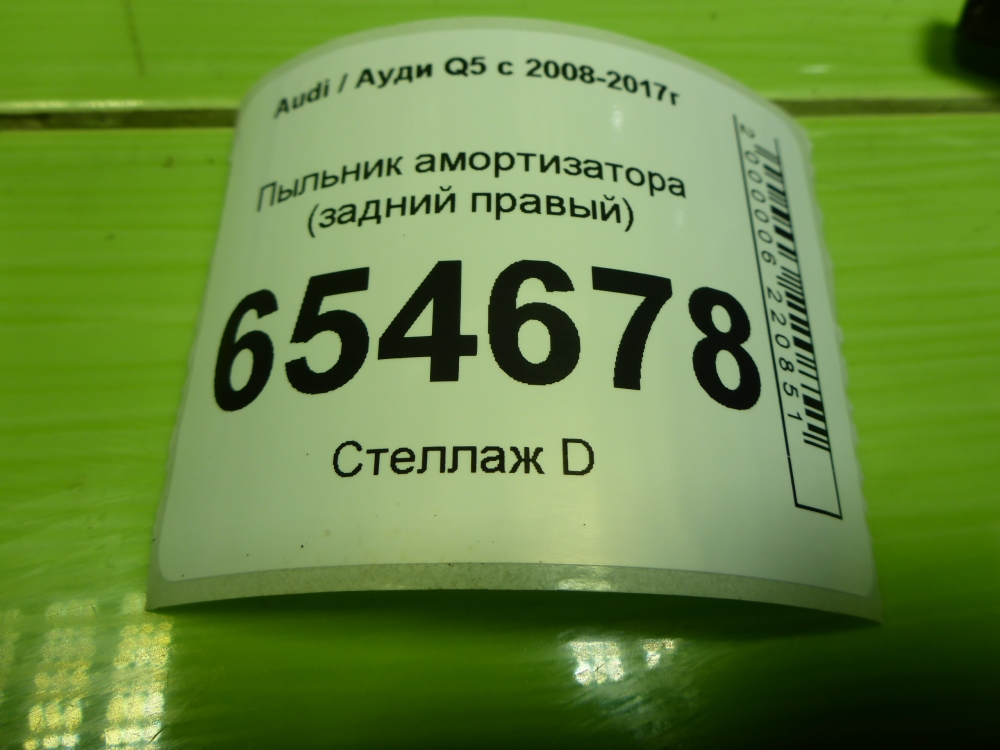 Audi / Ауди Q5 с 2008-2017г
Пыльник амортизатора
(задний правый)
654678
Стеллаж D
2000006220851